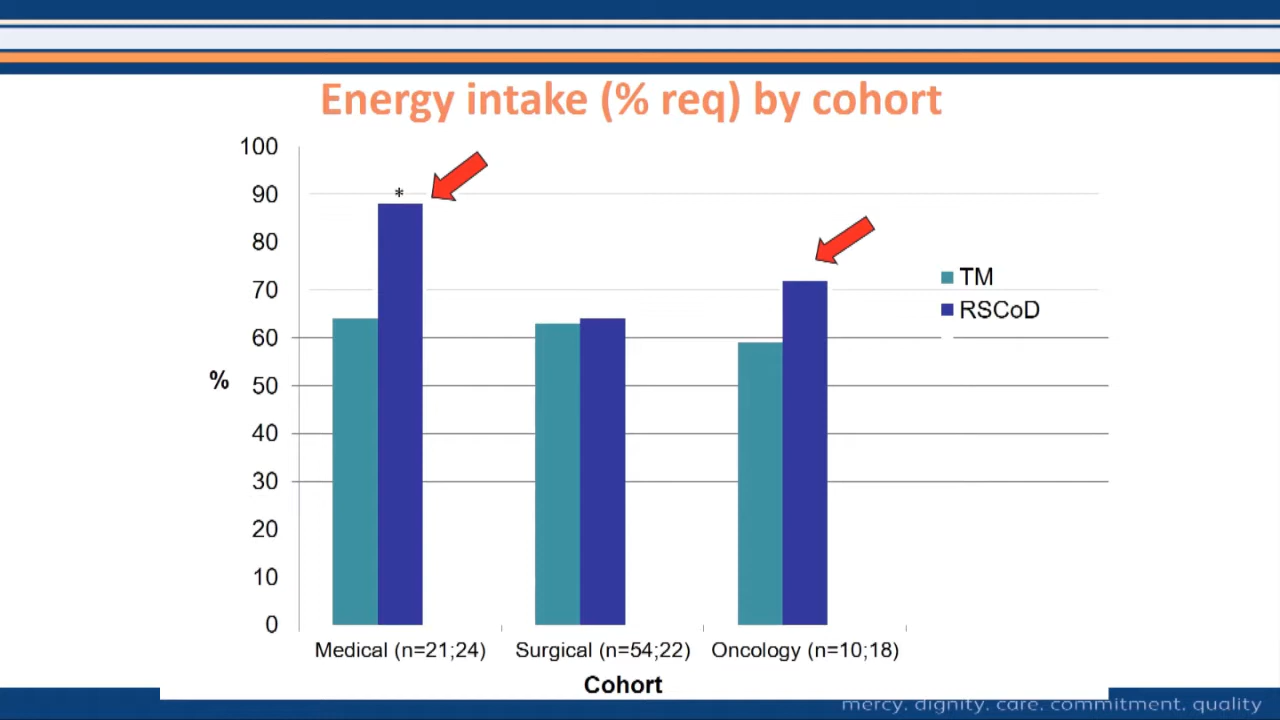 Energy intake (% req) by cohort
100
90
*
80
70
60
50
40
30
20
10
0
%
TM
RSCoD
Medical (n=21;24) Surgical (n=54;22) Oncology (n=10;18)
Cohort
mercy, dignity, care, commitment, quality